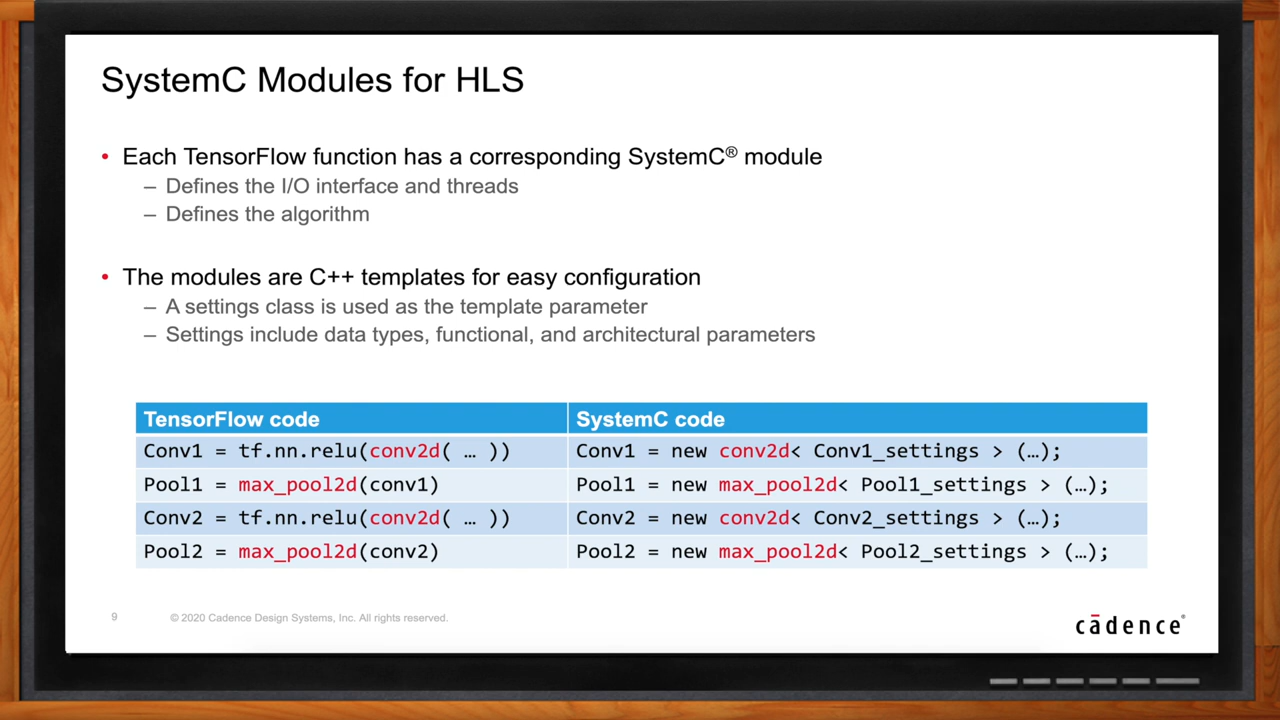 SystemC Modules for HLS
• Each TensorFlow function has a corresponding SystemC® module
– Defines the I/O interface and threads
– Defines the algorithm
• The modules are C++ templates for easy configuration
– A settings class is used as the template parameter
– Settings include data types, functional, and architectural parameters
TensorFlow code SystemC code
Conv1 = tf.nn.relu(conv2d( … )) Conv1 = new conv2d< Conv1_settings > (…);
Pool1 = max_pool2d(conv1) Pool1 = new max_pool2d< Pool1_settings > (…);
Conv2 = tf.nn.relu(conv2d( … )) Conv2 = new conv2d< Conv2_settings > (…);
Pool2 = max_pool2d(conv2) Pool2 = new max_pool2d< Pool2_settings > (…);
9 © 2020 Cadence Design Systems, Inc. All rights reserved.
cādence®